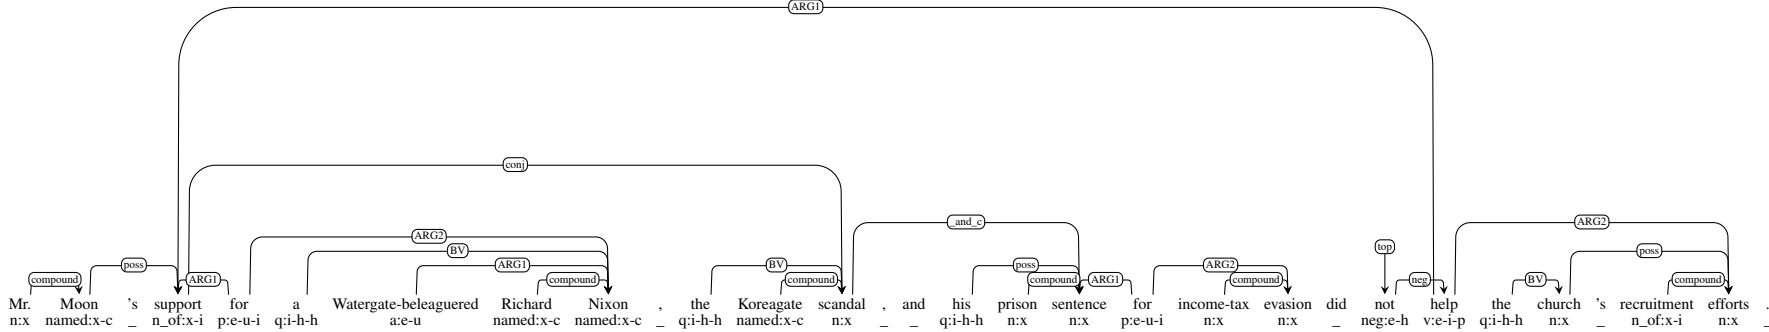 ARG1
conj
_and_c
ARG2 ARG2
BV top
poss ARG1 BV poss ARG2 poss
compound ARG1 compound compound compound ARG1 compound neg BV compound
Mr. Moon 's support for a Watergate-beleaguered Richard Nixon , the Koreagate scandal , and his prison sentence for income-tax evasion did not help the church 's recruitment efforts .
n:x named:x-c _ n_of:x-i p:e-u-i q:i-h-h a:e-u named:x-c named:x-c _ q:i-h-h named:x-c n:x _ _ q:i-h-h n:x n:x p:e-u-i n:x n:x _ neg:e-h v:e-i-p q:i-h-h n:x _ n_of:x-i n:x _